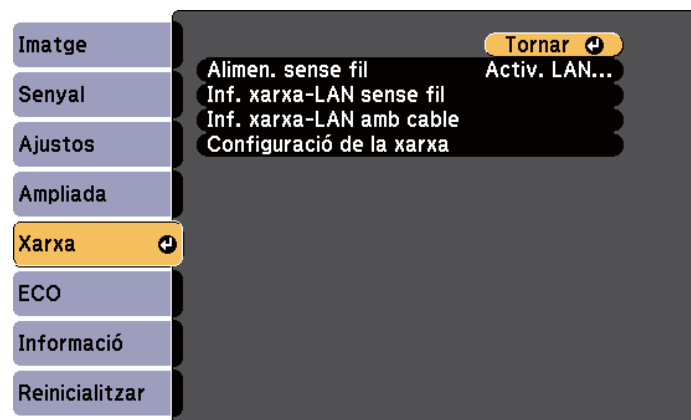 Imatge
Senyal
Ajustos
Ampliada
Xarxa
ECO
Informació
Reinicialitzar
Tornar
Alimen. sense fil Activ. LAN...
Inf. xarxa-LAN sense fil
Inf. xarxa-LAN amb cable
Configuració de la xarxa